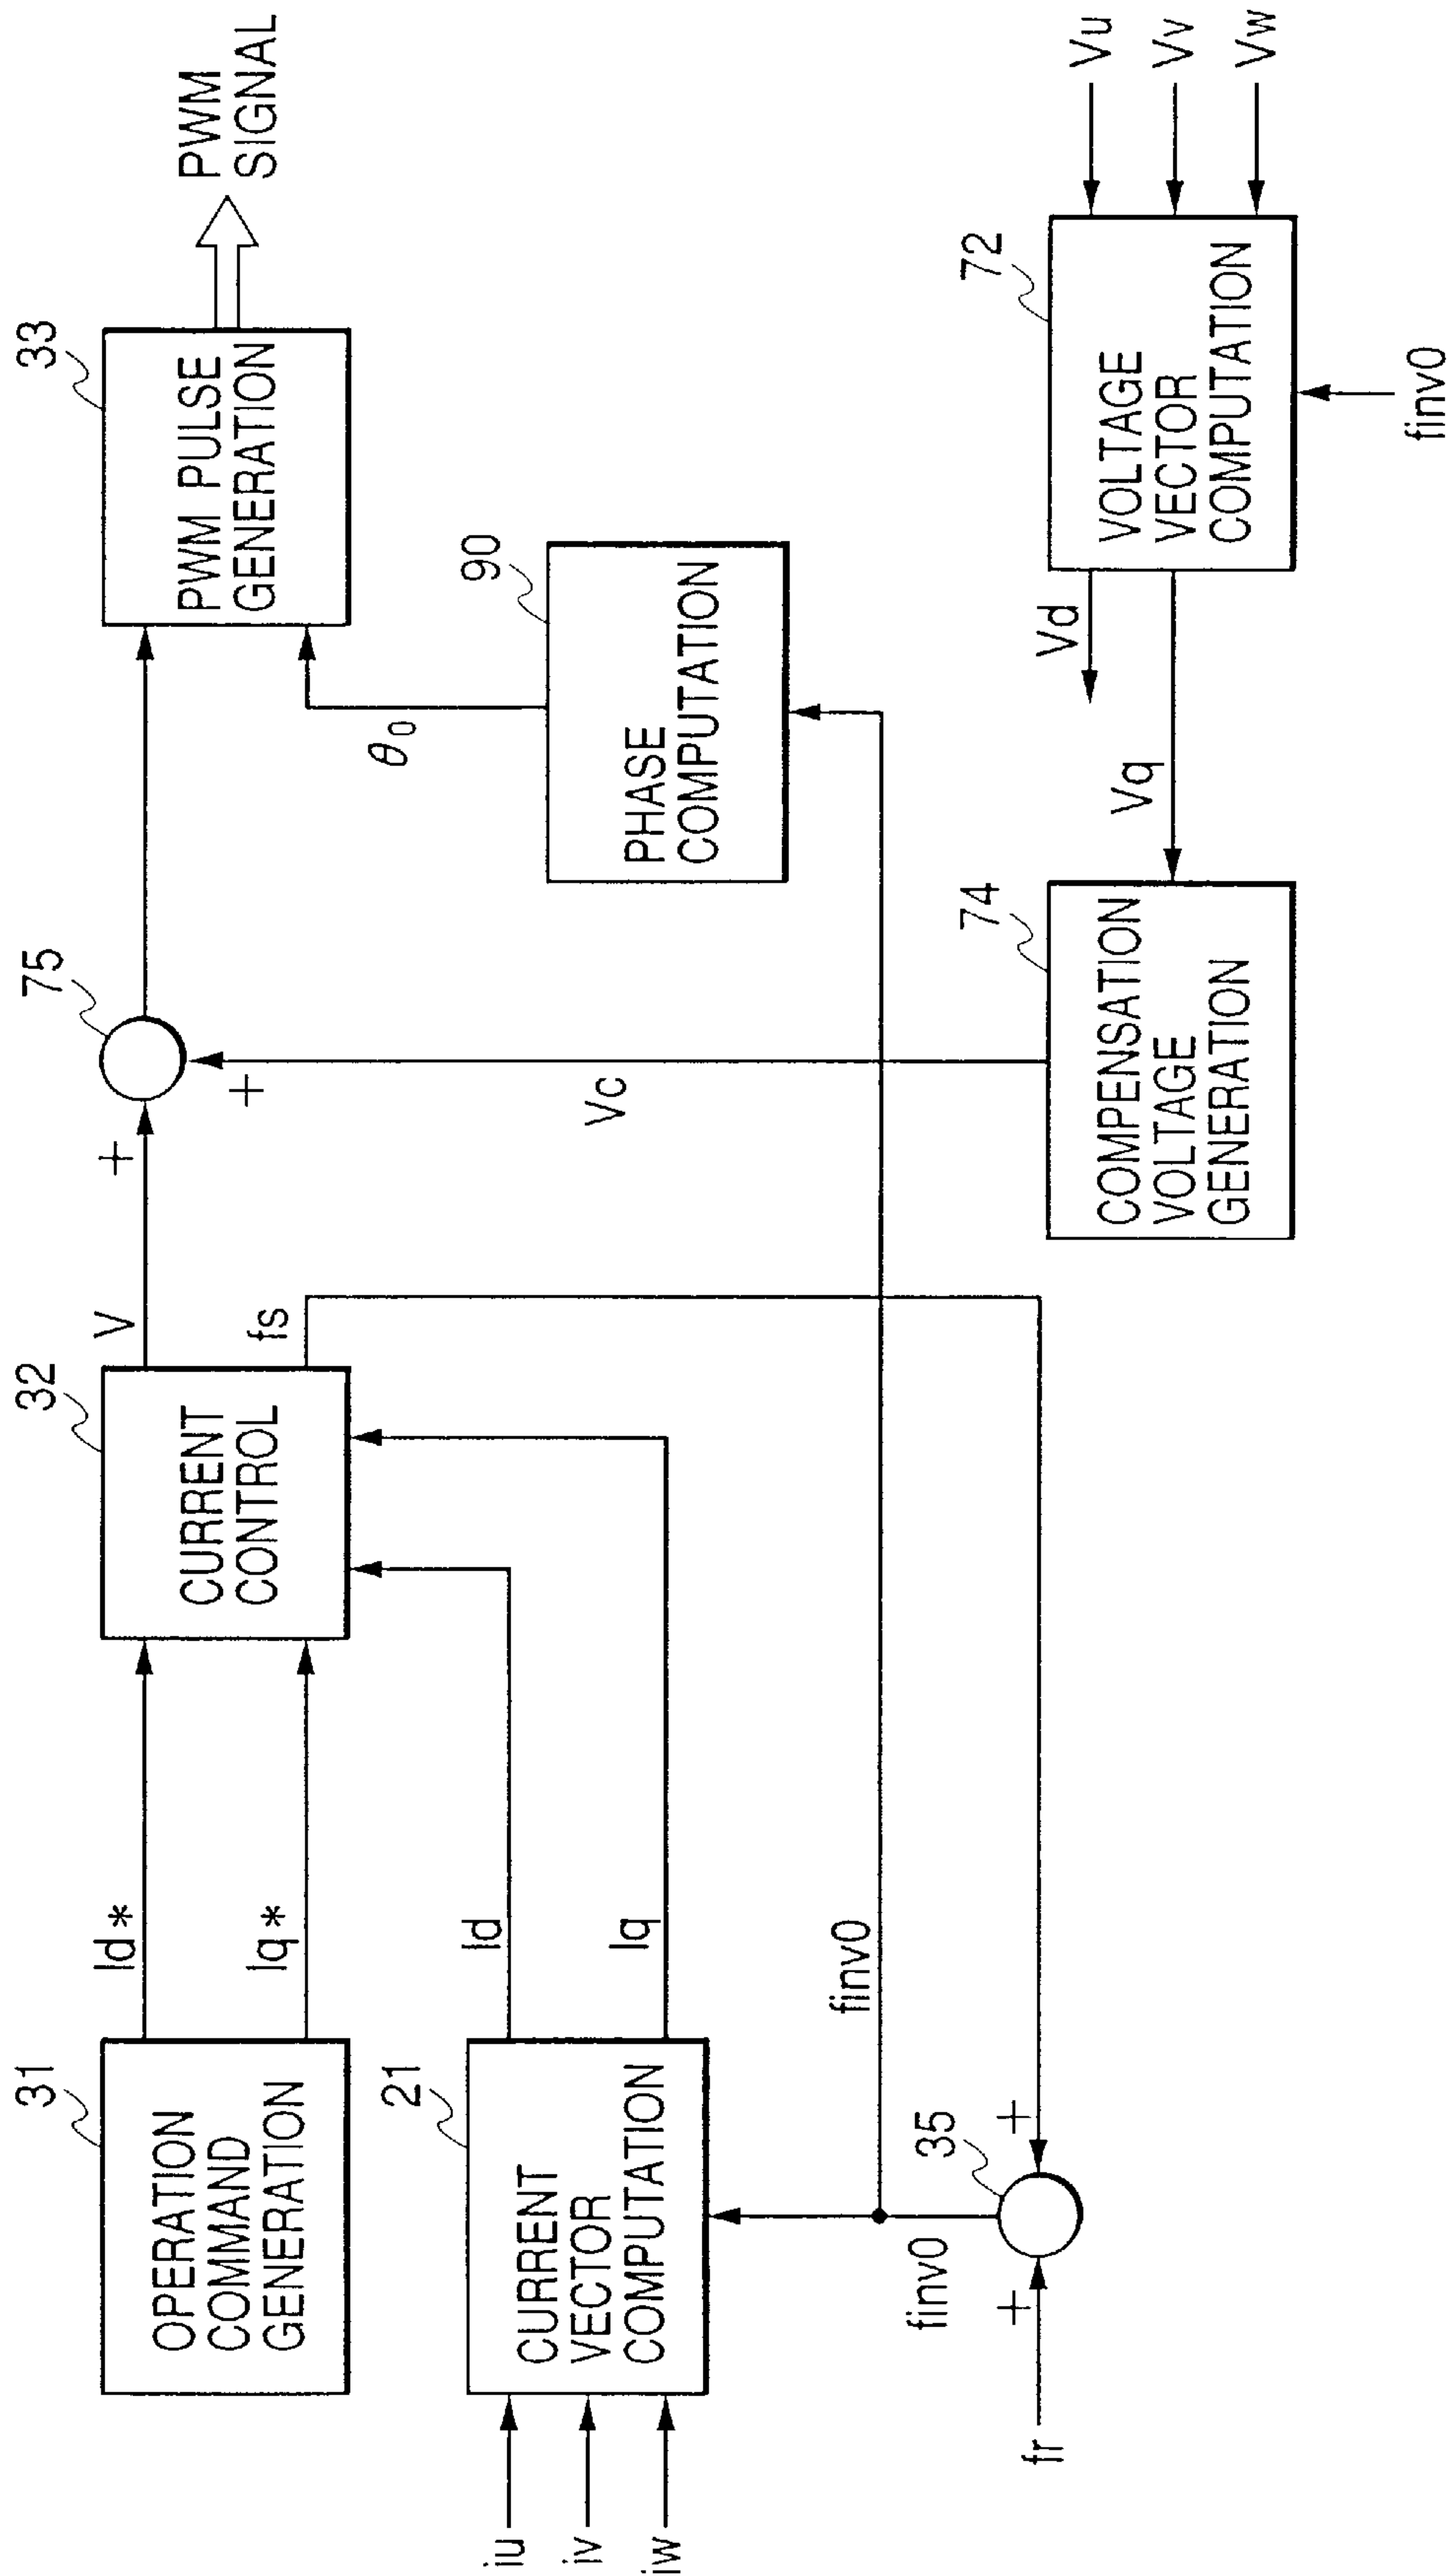 31
OPERATION
COMMAND
GENERATION
Id*
Iq*
32
CURRENT
CONTROL
V
fs
+
75
+
33
PWM PULSE
GENERATION
PWM
SIGNAL
21
CURRENT
VECTOR
COMPUTATION
iu
iv
iw
Id
Iq
θ0
90
PHASE
COMPUTATION
Vc
finv0
finv0
35
+
+
fr
74
COMPENSATION
VOLTAGE
GENERATION
Vq
Vd
72
VOLTAGE
VECTOR
COMPUTATION
Vu
Vv
Vw
finv0